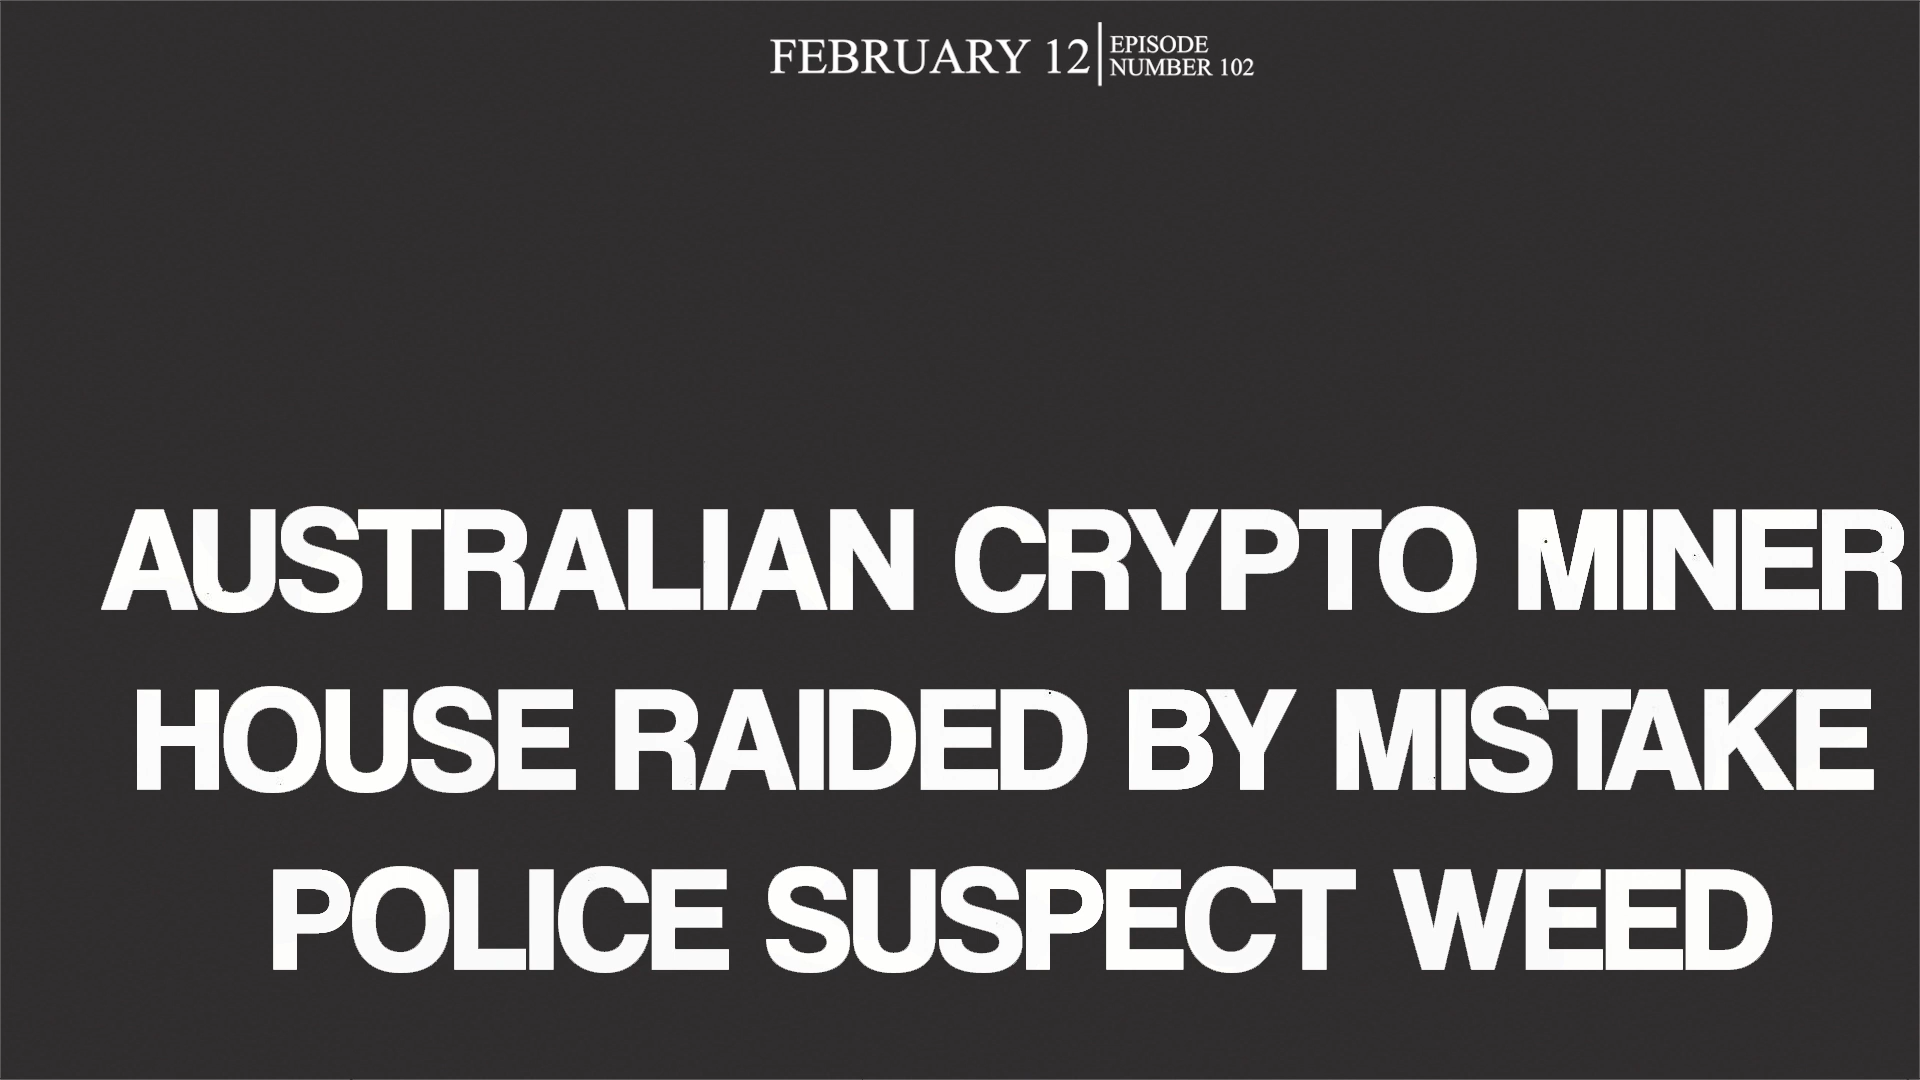 FEBRUARY 12
EPISODE
NUMBER 102
AUSTRALIAN CRYPTO MINER
HOUSE RAIDED BY MISTAKE
POLICE SUSPECT WEED